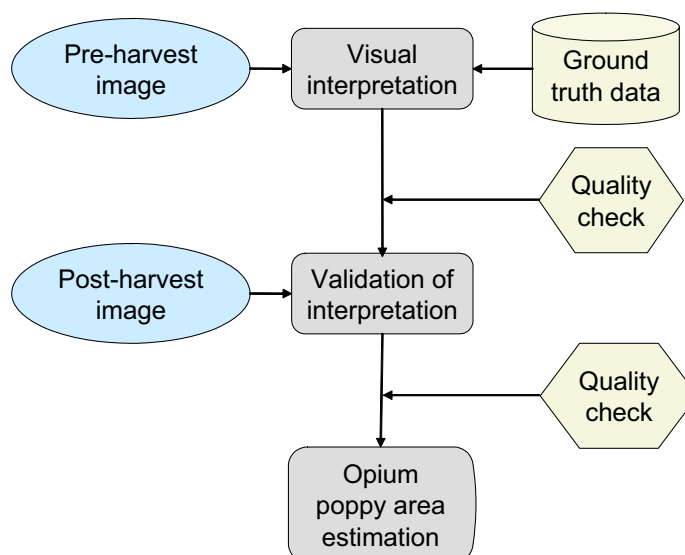 Pre-harvest
image
Visual
interpretation
Ground
truth data
Quality
check
Post-harvest
image
Validation of
interpretation
Quality
check
Opium
poppy area
estimation